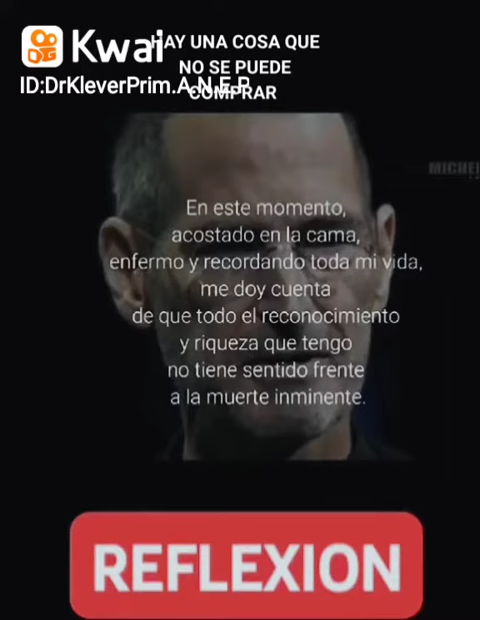 Kwai
HAY UNA COSA QUE
NO SE PUEDE
COMPRAR
ID:DrKleverPrim.A.N.E.P
MICHEL
En este momento,
acostado en la cama,
enfermo y recordando toda mi vida,
me doy cuenta
de que todo el reconocimiento
y riqueza que tengo
no tiene sentido frente
a la muerte inminente.
REFLEXION